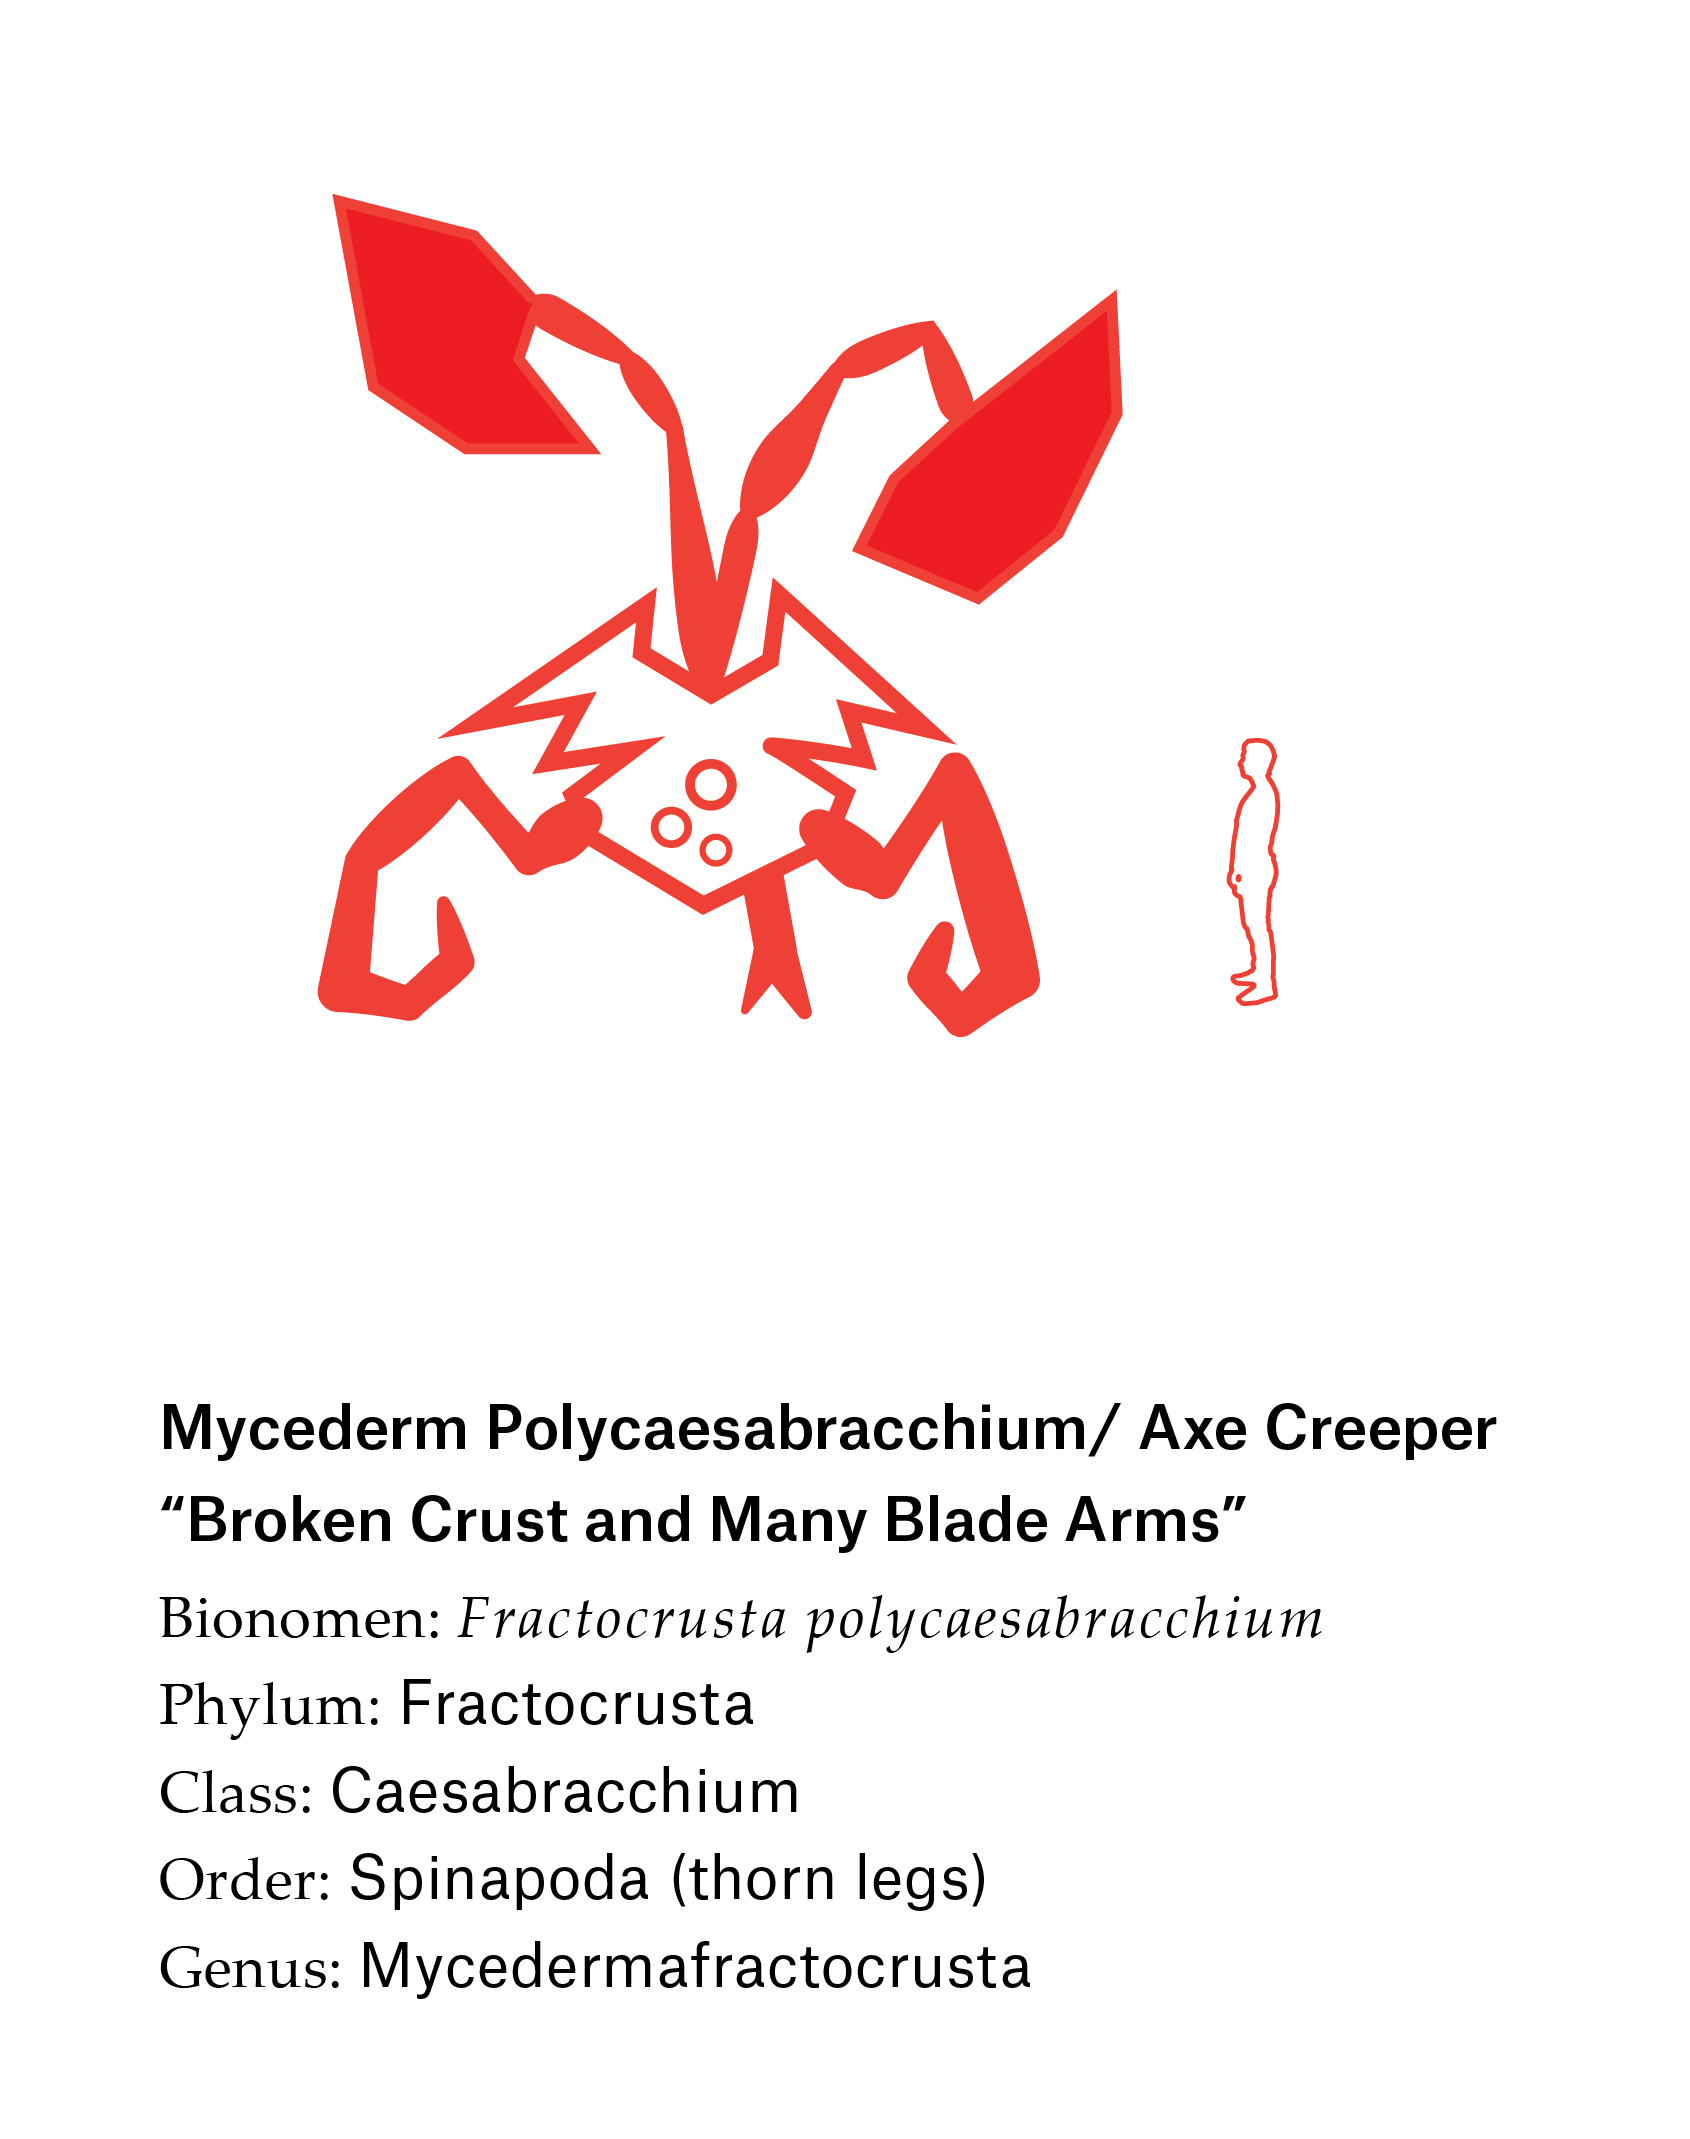 Mycederm Polycaesabracchium/ Axe Creeper
“Broken Crust and Many Blade Arms”
Bionomen: Fractocrusta polycaesabracchium
Phylum: Fractocrusta
Class: Caesabracchium
Order: Spinapoda (thorn legs)
Genus: Mycedermafractocrusta